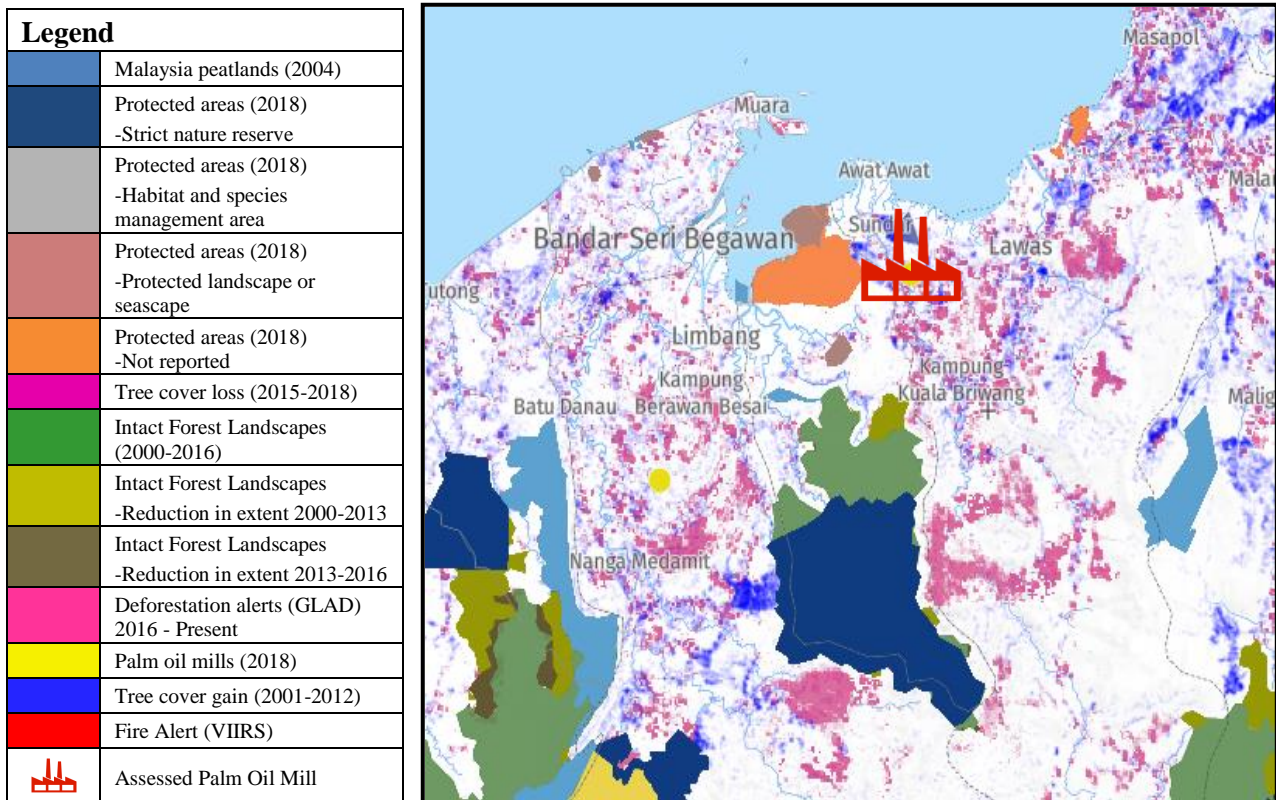 Legend
Malaysia peatlands (2004)
Protected areas (2018)
-Strict nature reserve
Protected areas (2018)
-Habitat and species
management area
Protected areas (2018)
-Protected landscape or
seascape
Protected areas (2018)
-Not reported
Tree cover loss (2015-2018)
Intact Forest Landscapes
(2000-2016)
Intact Forest Landscapes
-Reduction in extent 2000-2013
Intact Forest Landscapes
-Reduction in extent 2013-2016
Deforestation alerts (GLAD)
2016 - Present
Palm oil mills (2018)
Tree cover gain (2001-2012)
Fire Alert (VIIRS)
Assessed Palm Oil Mill
Masapol
Muara
Awat Awat
Malar
Sundar
Bandar Seri Begawan
Lawas
utong
Limbang
Kampung
Kuala Briwang
Kampung
Berawan Besai
Batu Danau
Malig
Nanga Medamit